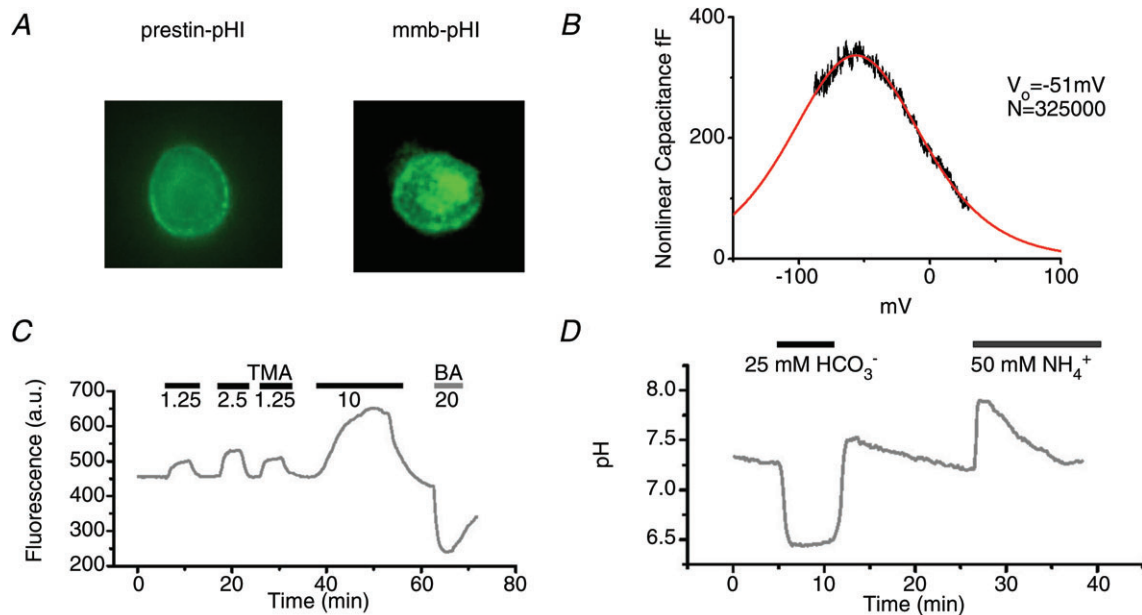 A
prestin-pHI
mmb-pHI
B
400
200
0
Nonlinear Capacitance fF
-100
0
100
mV
Vo=-51mV
N=325000
C
TMA
BA
1.25
2.5
1.25
10
20
700
600
500
400
300
200
Fluorescence (a.u.)
0
20
40
60
80
Time (min)
D
25 mM HCO3-
50 mM NH4+
8.0
7.5
7.0
6.5
pH
0
10
20
30
40
Time (min)